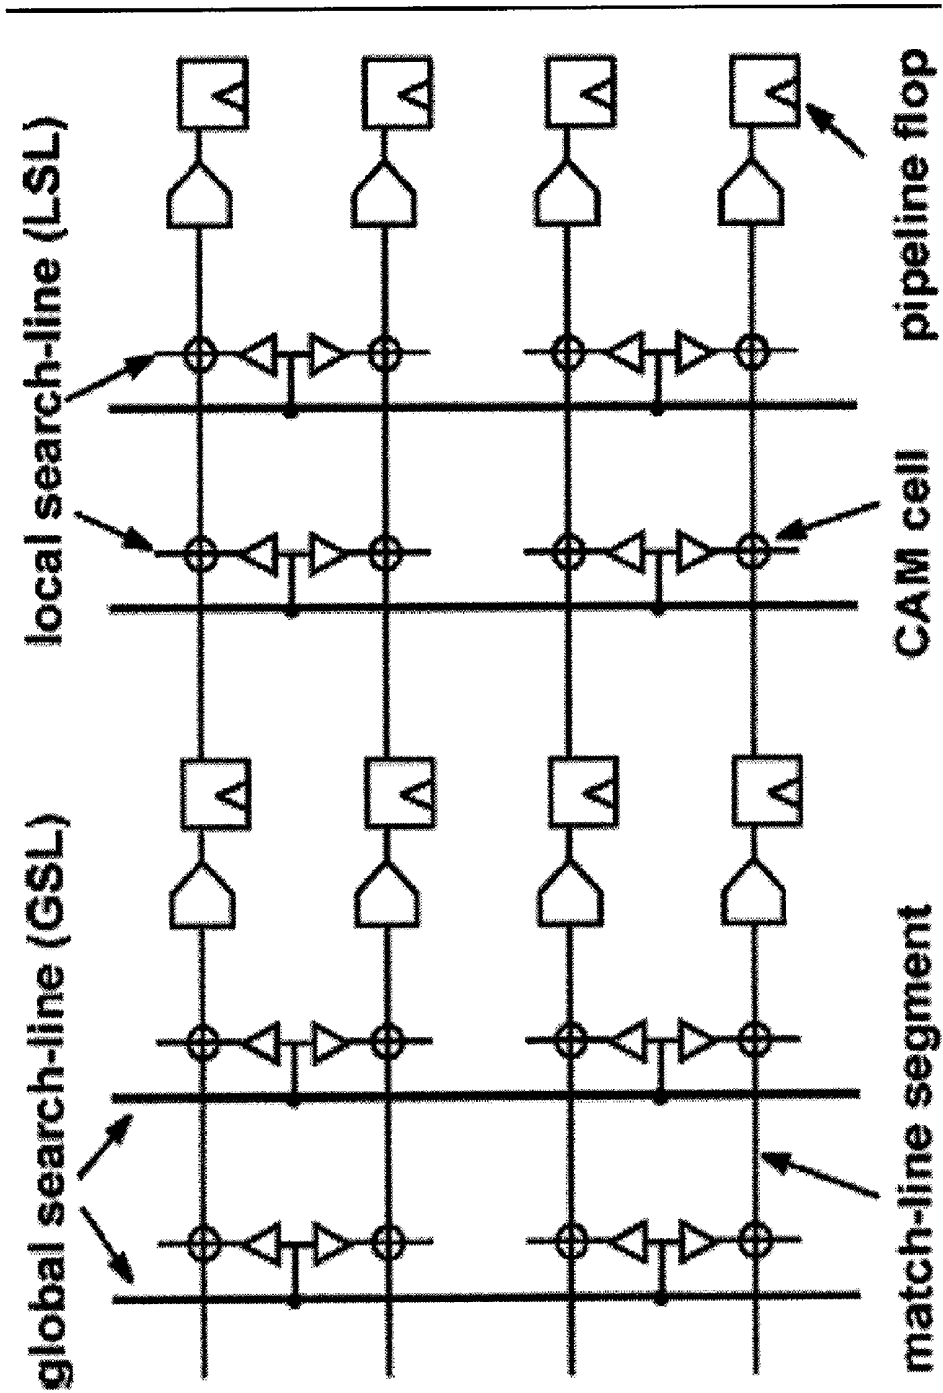 global search-line (GSL)
local search-line (LSL)
match-line segment
CAM cell
pipeline flop